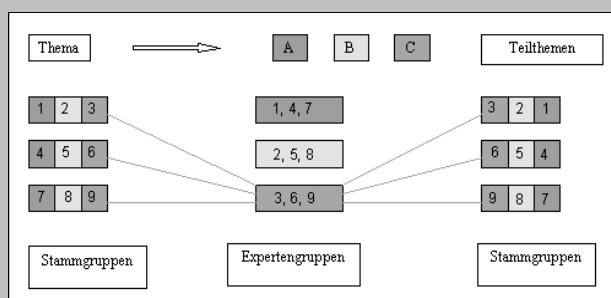 Thema A B C Teilthemen
1 2 3 1, 4, 7 3 2 1
4 5 6 2, 5, 8 6 5 4
7 8 9 3, 6, 9 9 8 7
Stammgruppen Expertengruppen Stammgruppen